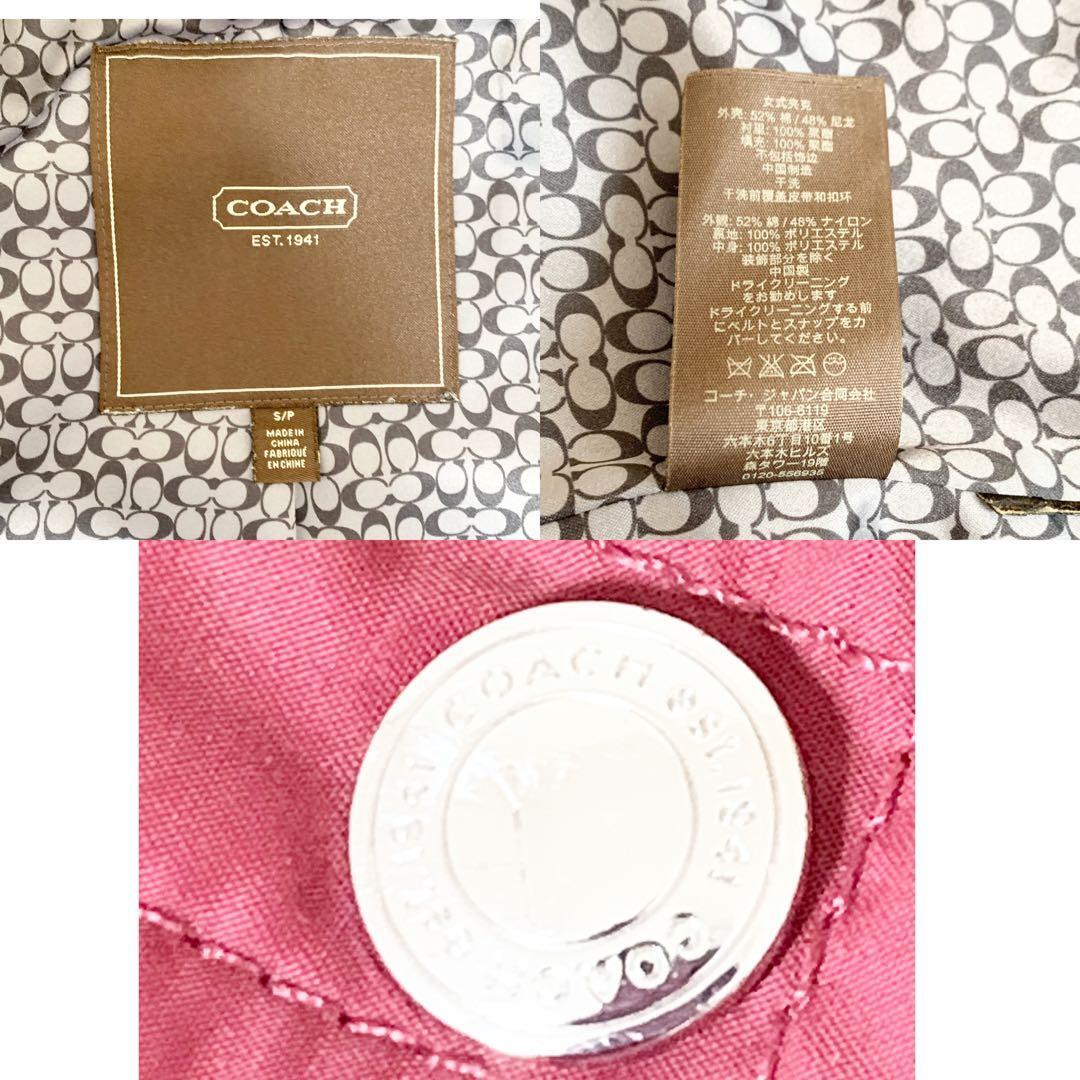 COACH
EST. 1941
S/P
MADE IN
CHINA
FABRIQUÉ
EN CHINE
女式夹克
外壳: 52% 棉 / 48% 尼龙
衬里: 100% 聚酯
填充: 100% 聚酯
不包括饰边
中国制造
干洗
干洗前覆盖皮带和扣环
外側: 52% 綿 / 48% ナイロン
裏地: 100% ポリエステル
中身: 100% ポリエステル
装飾部分を除く
中国製
ドライクリーニング
をお勧めします
ドライクリーニングする前
にベルトとスナップをカ
バーしてください。
コーチ・ジャパン合同会社
〒106-6119
東京都港区
六本木6丁目10番1号
六本木ヒルズ
森タワー19階
0120-556935
COACH est. 1941 COACH